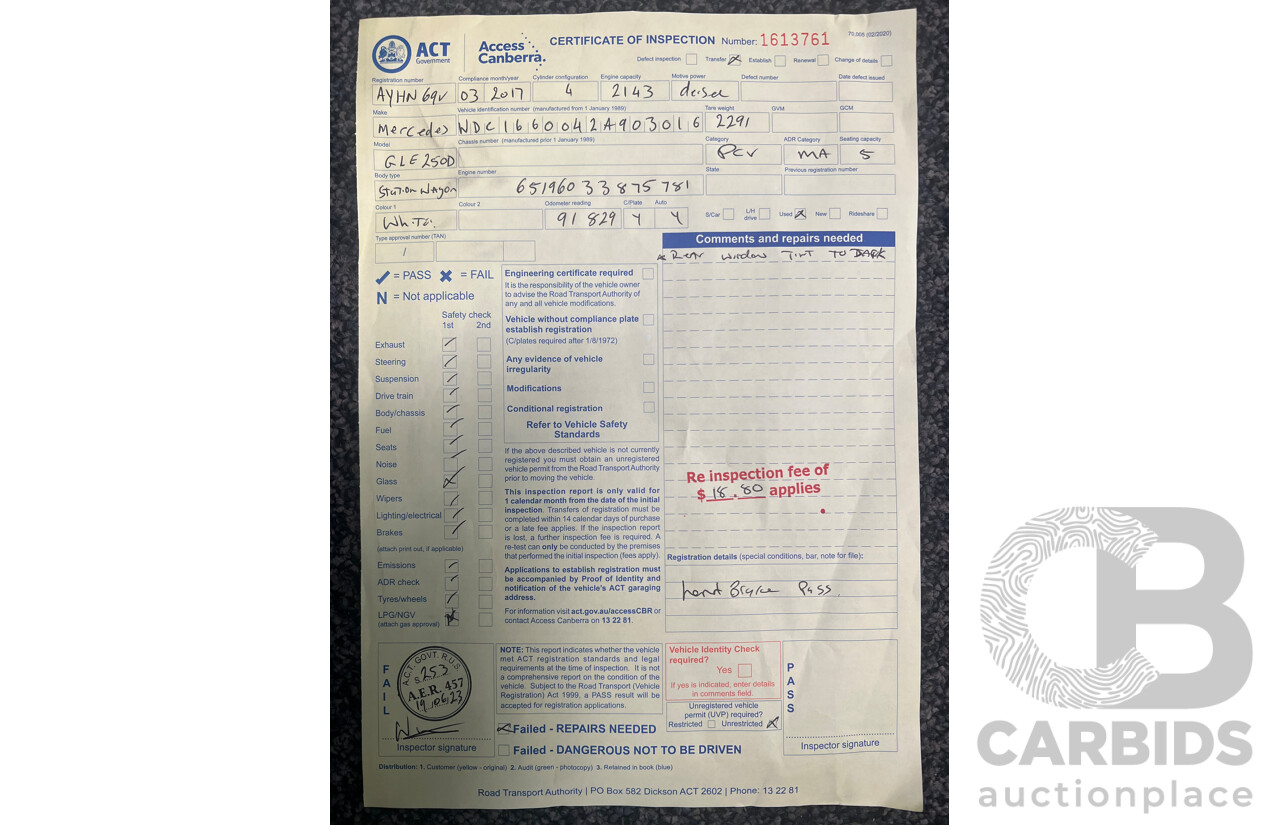 ACT
Government
Access
Canberra.
CERTIFICATE OF INSPECTION Number: 1613761
70,005 (02/2020)
Defect inspection Transfer Establish Renewal Change of details
Registration number Compliance month/year Cylinder configuration Engine capacity Motive power Defect number Date defect issued
AYHN69V 03 2017 4 2143 deisel
Make Vehicle identification number (manufactured from 1 January 1989) Tare weight GVM GCM
Mercedes WDC1660042A903016 2291
Model Chassis number (manufactured prior 1 January 1989) Category ADR Category Seating capacity
GLE250D PCV MA 5
Body type Engine number State Previous registration number
Station Wagon 65196033875781
Colour 1 Colour 2 Odometer reading C/Plate Auto
White 91 829 Y Y
S/Car L/H drive Used New Rideshare
Type approval number (TAN)
/
Comments and repairs needed
* Rear Window Tint TO DARK
= PASS = FAIL
N = Not applicable
Safety check
1st 2nd
Exhaust
Steering
Suspension
Drive train
Body/chassis
Fuel
Seats
Noise
Glass
Wipers
Lighting/electrical
Brakes
(attach print out, if applicable)
Emissions
ADR check
Tyres/wheels
LPG/NGV
(attach gas approval)
Engineering certificate required
It is the responsibility of the vehicle owner
to advise the Road Transport Authority of
any and all vehicle modifications.
Vehicle without compliance plate
establish registration
(C/plates required after 1/8/1972)
Any evidence of vehicle
irregularity
Modifications
Conditional registration
Refer to Vehicle Safety
Standards
If the above described vehicle is not currently
registered you must obtain an unregistered
vehicle permit from the Road Transport Authority
prior to moving the vehicle.
This inspection report is only valid for
1 calendar month from the date of the initial
inspection. Transfers of registration must be
completed within 14 calendar days of purchase
or a late fee applies. If the inspection report
is lost, a further inspection fee is required. A
re-test can only be conducted by the premises
that performed the initial inspection (fees apply).
Applications to establish registration must
be accompanied by Proof of Identity and
notification of the vehicle's ACT garaging
address.
For information visit act.gov.au/accessCBR or
contact Access Canberra on 13 22 81.
Re inspection fee of
$ 18.80 applies
Registration details (special conditions, bar, note for file):
hand Brake Pass
FAIL
A.C.T. GOVT. R.U.S
S 253
A.E.R. 457
19/06/23
Inspector signature
NOTE: This report indicates whether the vehicle
met ACT registration standards and legal
requirements at the time of inspection. It is not
a comprehensive report on the condition of the
vehicle. Subject to the Road Transport (Vehicle
Registration) Act 1999, a PASS result will be
accepted for registration applications.
Vehicle Identity Check
required?
Yes
If yes is indicated, enter details
in comments field.
Unregistered vehicle
permit (UVP) required?
Restricted Unrestricted
PASS
Inspector signature
Failed - REPAIRS NEEDED
Failed - DANGEROUS NOT TO BE DRIVEN
Distribution: 1. Customer (yellow - original) 2. Audit (green - photocopy) 3. Retained in book (blue)
Road Transport Authority | PO Box 582 Dickson ACT 2602 | Phone: 13 22 81
CB
CARBIDS
auctionplace